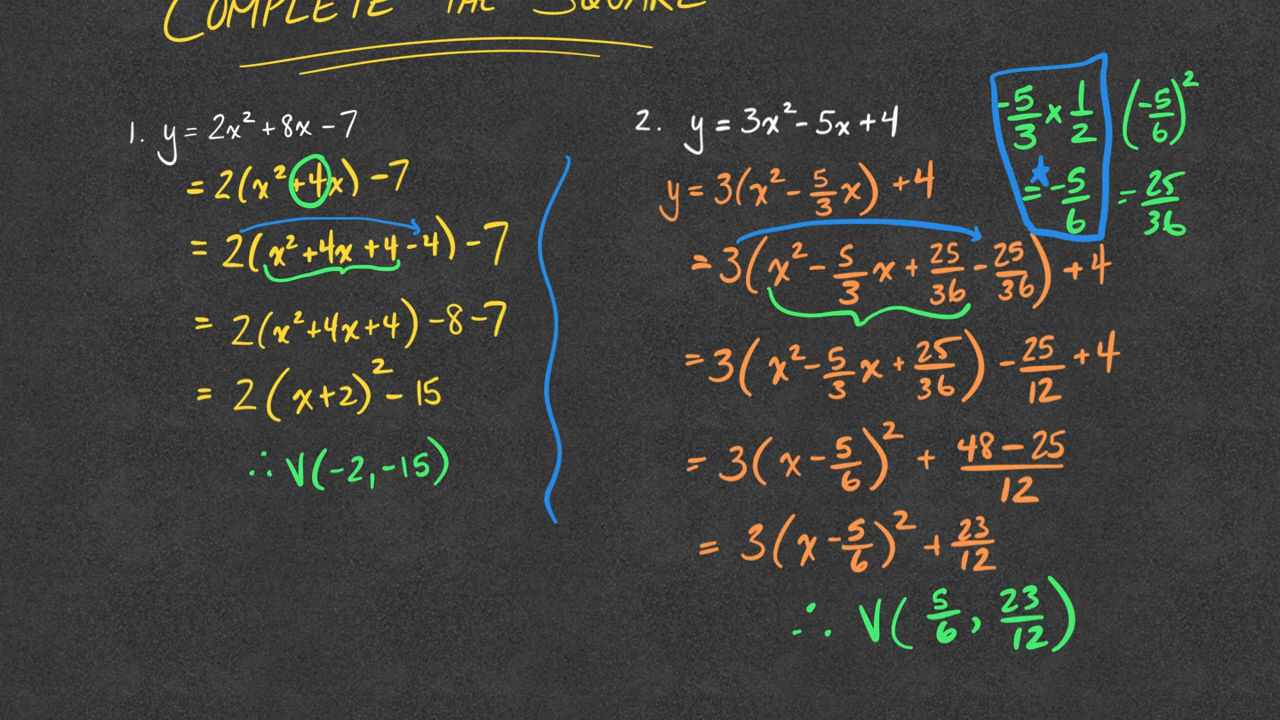 COMPLETE THE SQUARE
1. y = 2x² + 8x - 7
= 2(x² + 4x) - 7
= 2(x² + 4x + 4 - 4) - 7
= 2(x² + 4x + 4) - 8 - 7
= 2(x + 2)² - 15
∴ V(-2, -15)
2. y = 3x² - 5x + 4
y = 3(x² - 5/3 x) + 4
= 3(x² - 5/3 x + 25/36 - 25/36) + 4
= 3(x² - 5/3 x + 25/36) - 25/12 + 4
= 3(x - 5/6)² + (48 - 25)/12
= 3(x - 5/6)² + 23/12
∴ V(5/6, 23/12)
-5/3 × 1/2
= -5/6
(-5/6)²
= 25/36